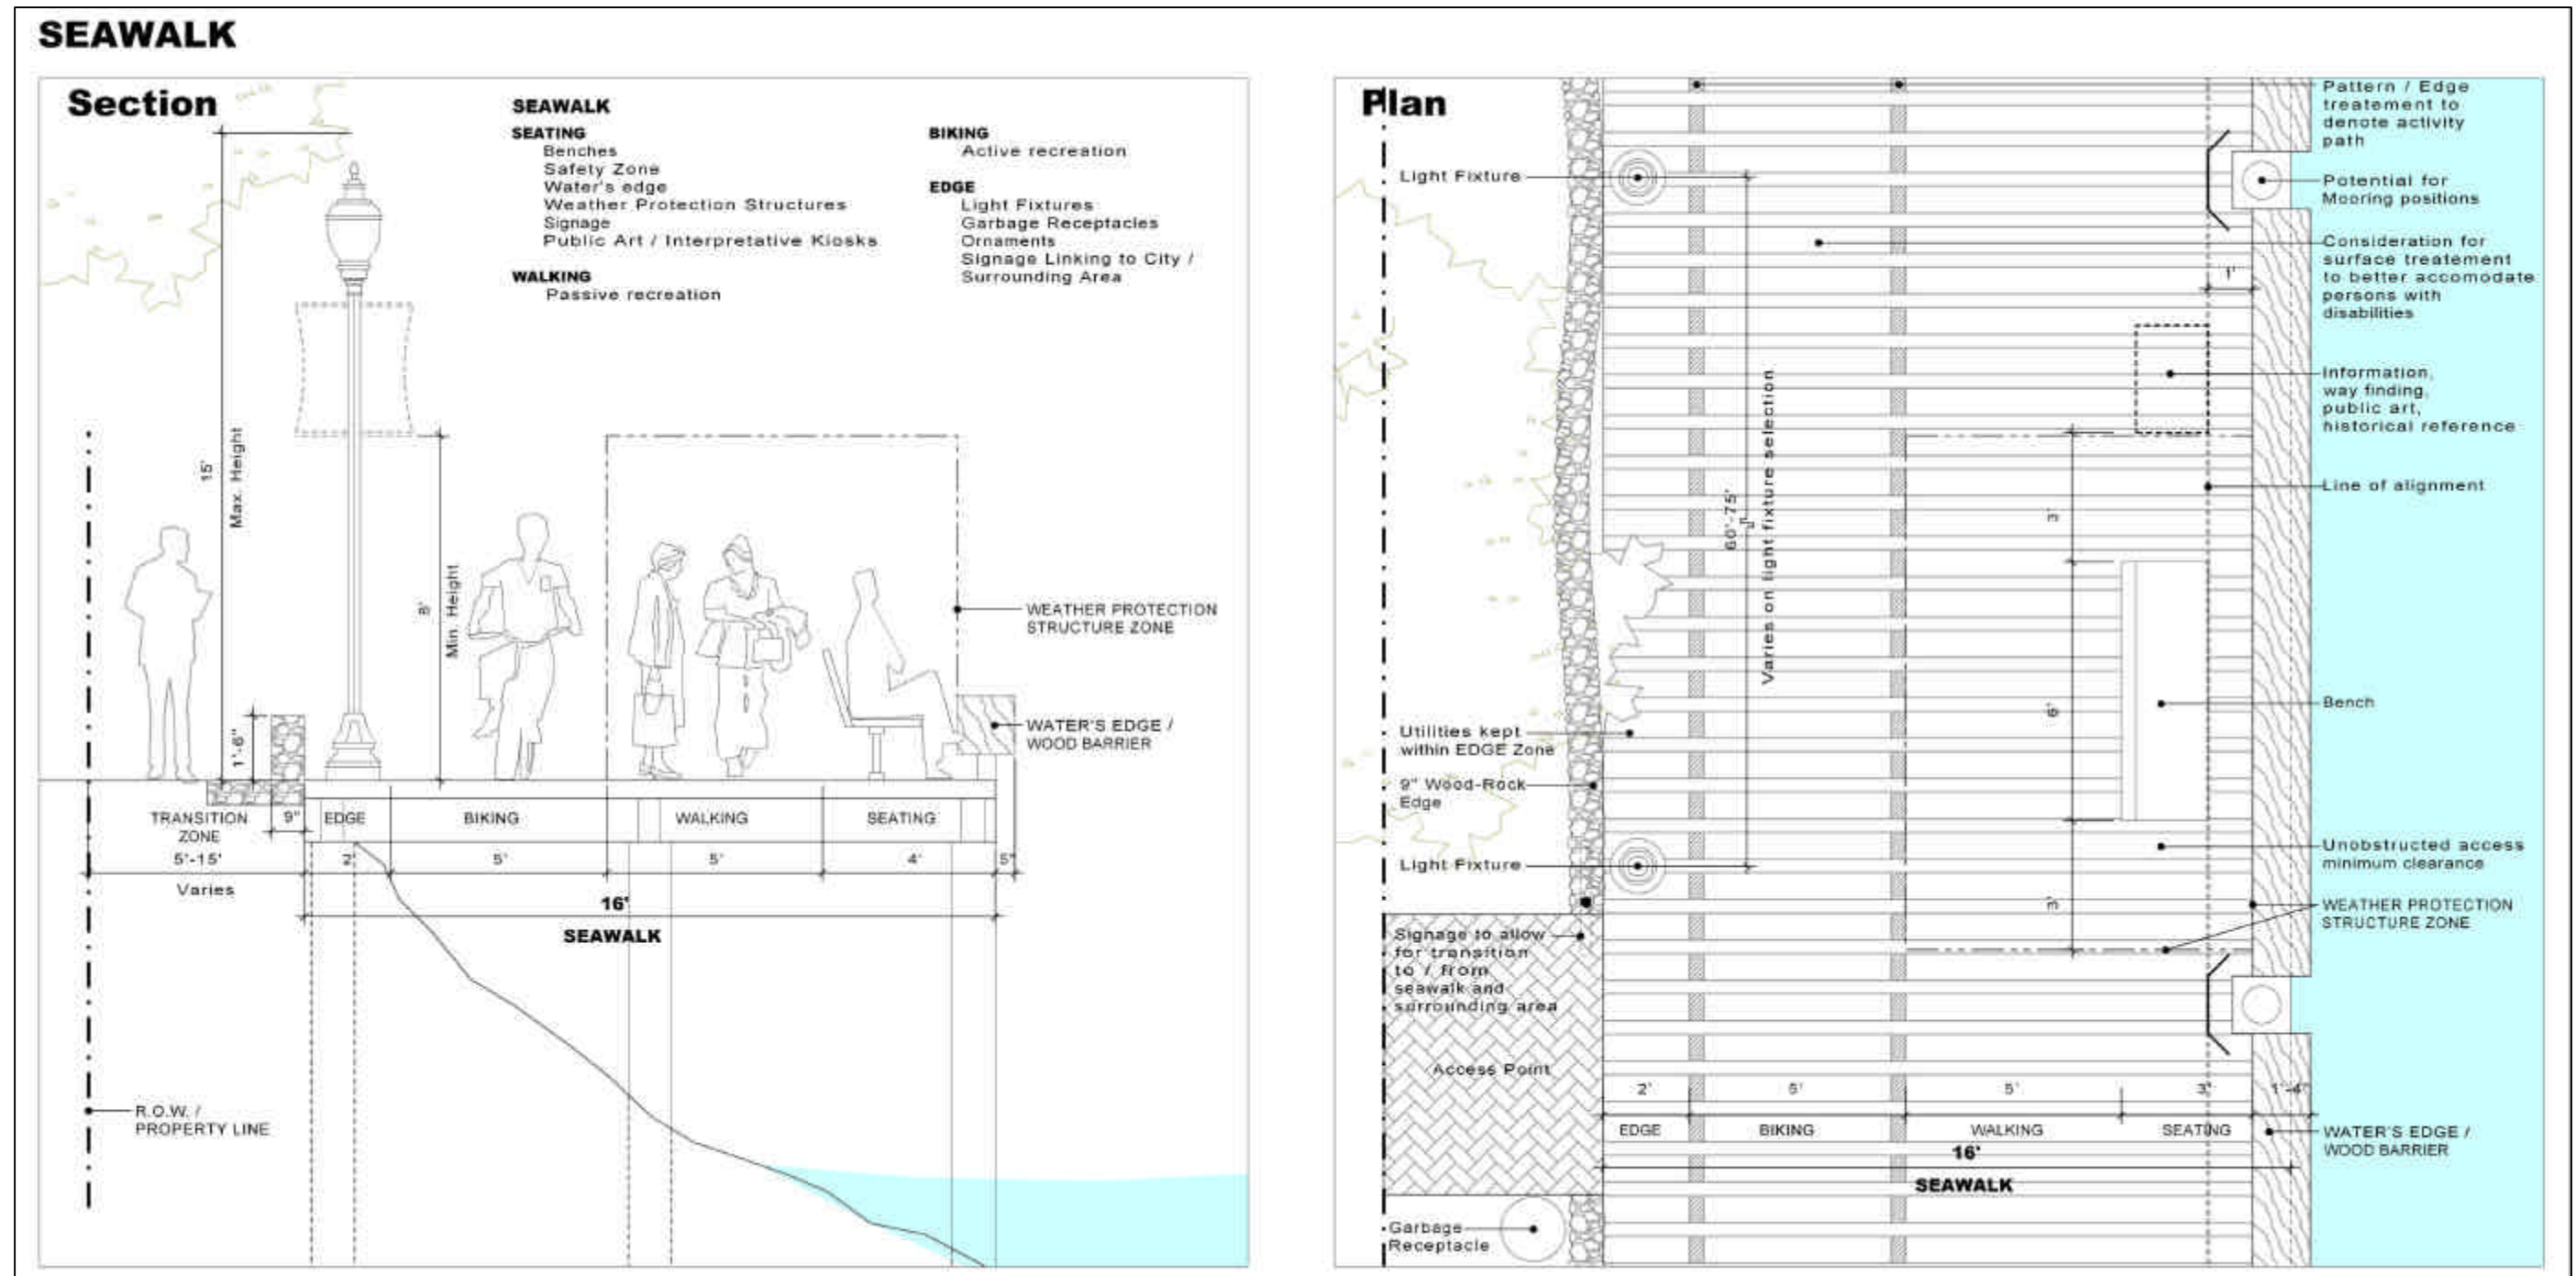 SEAWALK
Section
SEAWALK
SEATING
Benches
Safety Zone
Water's edge
Weather Protection Structures
Signage
Public Art / Interpretative Kiosks
WALKING
Passive recreation
BIKING
Active recreation
EDGE
Light Fixtures
Garbage Receptacles
Ornaments
Signage Linking to City /
Surrounding Area
15'
Max. Height
8'
Min. Height
1'-6"
WEATHER PROTECTION
STRUCTURE ZONE
WATER'S EDGE /
WOOD BARRIER
TRANSITION
ZONE
9"
EDGE
BIKING
WALKING
SEATING
5'-15'
2'
5'
5'
4'
5"
Varies
16'
SEAWALK
R.O.W. /
PROPERTY LINE
Plan
Light Fixture
60'-75'
Varies on light fixture selection
Utilities kept
within EDGE Zone
9" Wood-Rock
Edge
Light Fixture
Signage to allow
for transition
to / from
seawalk and
surrounding area
Access Point
Garbage
Receptacle
1'
3'
6'
3'
2'
5'
5'
3'
1'-4"
EDGE
BIKING
WALKING
SEATING
16'
SEAWALK
Pattern / Edge
treatement to
denote activity
path
Potential for
Mooring positions
Consideration for
surface treatement
to better accomodate
persons with
disabilities
Information,
way finding,
public art,
historical reference
Line of alignment
Bench
Unobstructed access
minimum clearance
WEATHER PROTECTION
STRUCTURE ZONE
WATER'S EDGE /
WOOD BARRIER